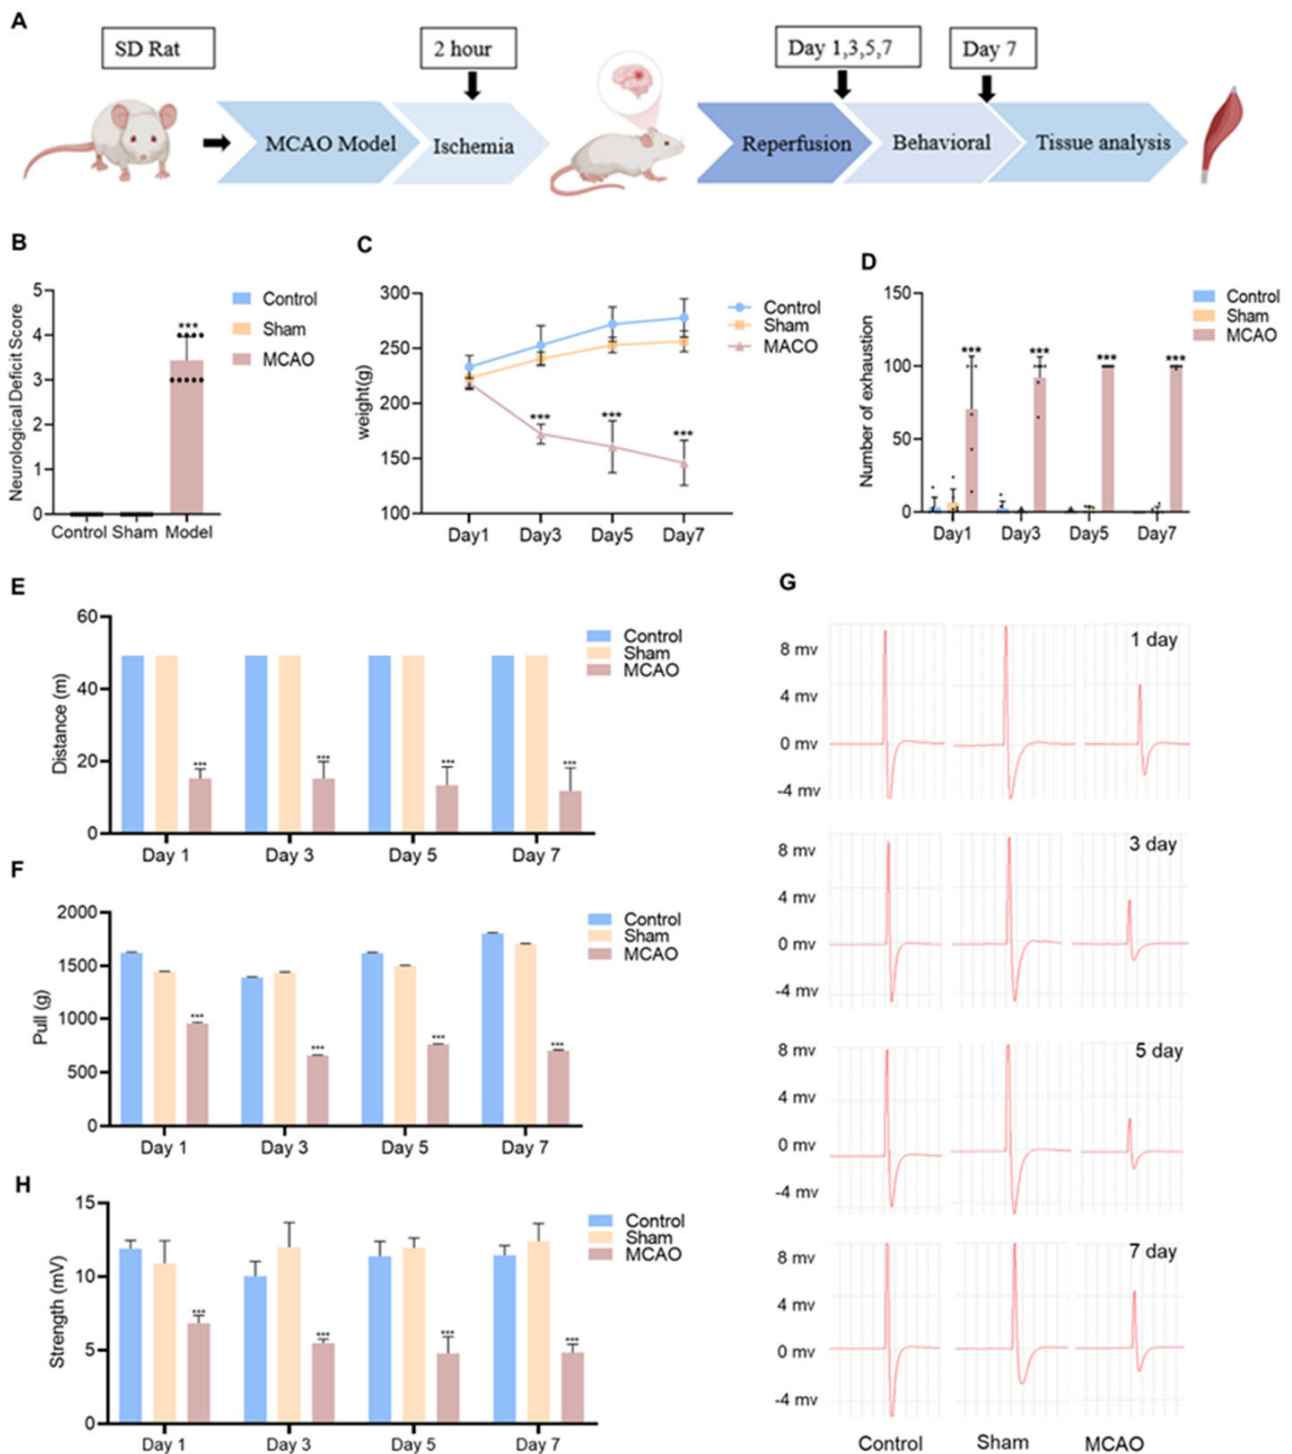 A
SD Rat
2 hour
Day 1,3,5,7
Day 7
MCAO Model
Ischemia
Reperfusion
Behavioral
Tissue analysis
B
Neurological Deficit Score
5
4
3
2
1
0
***
Control Sham Model
Control
Sham
MCAO
C
weight(g)
300
250
200
150
100
*** *** ***
Day1 Day3 Day5 Day7
Control
Sham
MACO
D
Number of exhaustion
150
100
50
0
*** *** *** ***
Day1 Day3 Day5 Day7
Control
Sham
MCAO
E
Distance (m)
60
40
20
0
*** *** *** ***
Day 1 Day 3 Day 5 Day 7
Control
Sham
MCAO
F
Pull (g)
2000
1500
1000
500
0
*** *** *** ***
Day 1 Day 3 Day 5 Day 7
Control
Sham
MCAO
G
1 day
8 mv
4 mv
0 mv
-4 mv
3 day
8 mv
4 mv
0 mv
-4 mv
5 day
8 mv
4 mv
0 mv
-4 mv
7 day
8 mv
4 mv
0 mv
-4 mv
Control Sham MCAO
H
Strength (mV)
15
10
5
0
*** *** *** ***
Day 1 Day 3 Day 5 Day 7
Control
Sham
MCAO